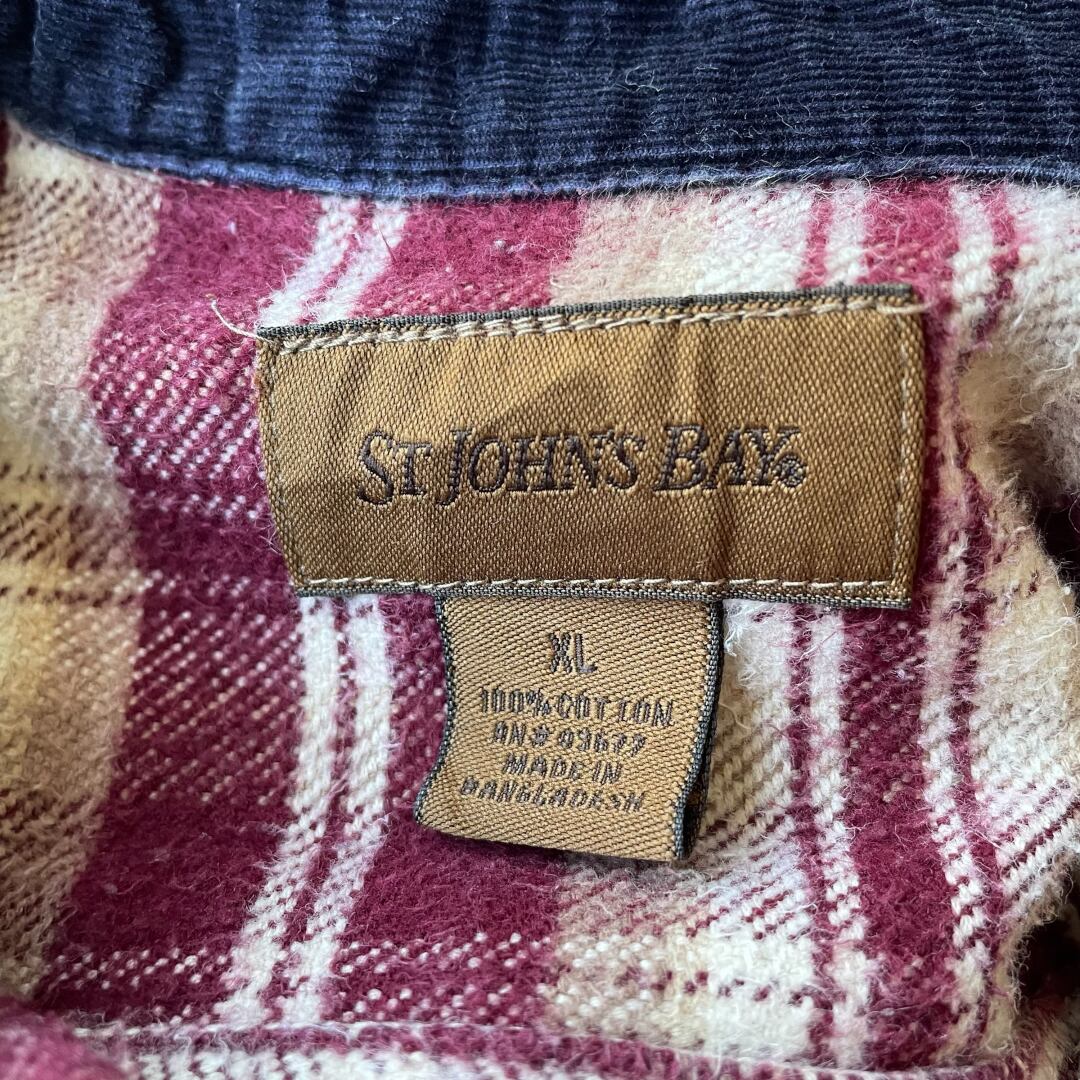 ST JOHN'S BAY®
XL
100% COTTON
RN# 93677
MADE IN
BANGLADESH